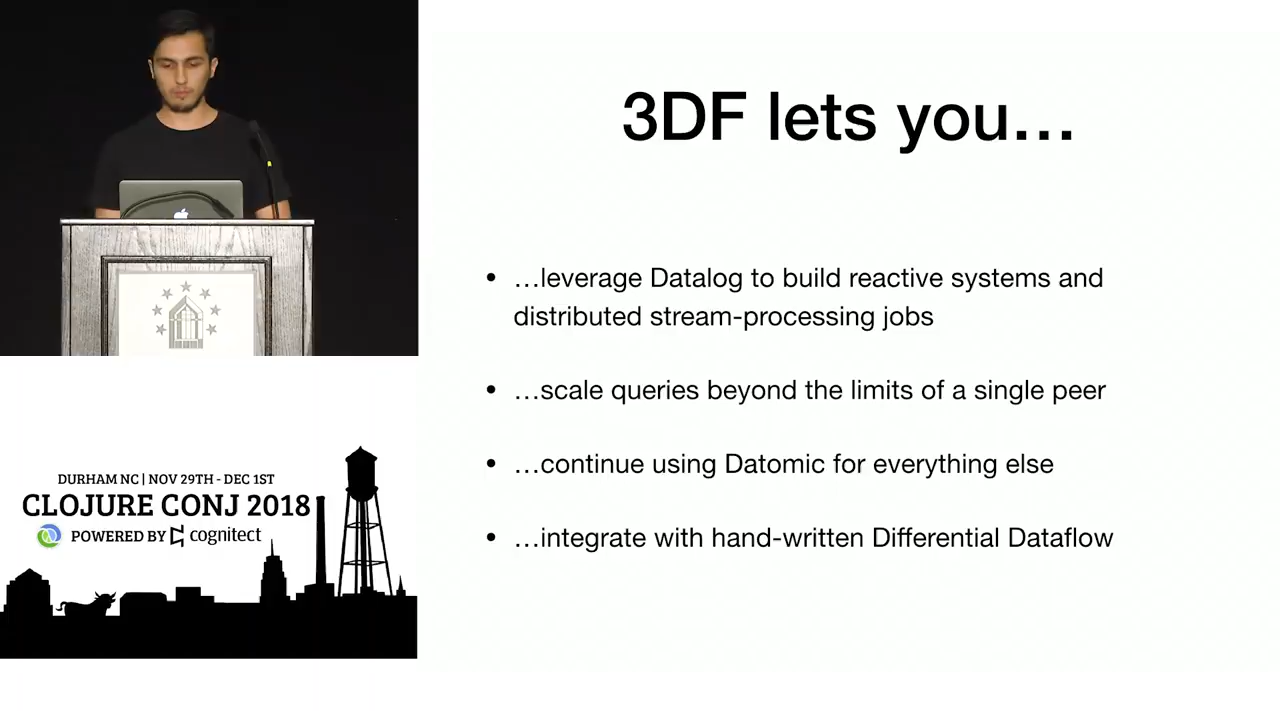 3DF lets you…
• …leverage Datalog to build reactive systems and
distributed stream-processing jobs
• …scale queries beyond the limits of a single peer
• …continue using Datomic for everything else
• …integrate with hand-written Differential Dataflow
DURHAM NC | NOV 29TH - DEC 1ST
CLOJURE CONJ 2018
POWERED BY cognitect